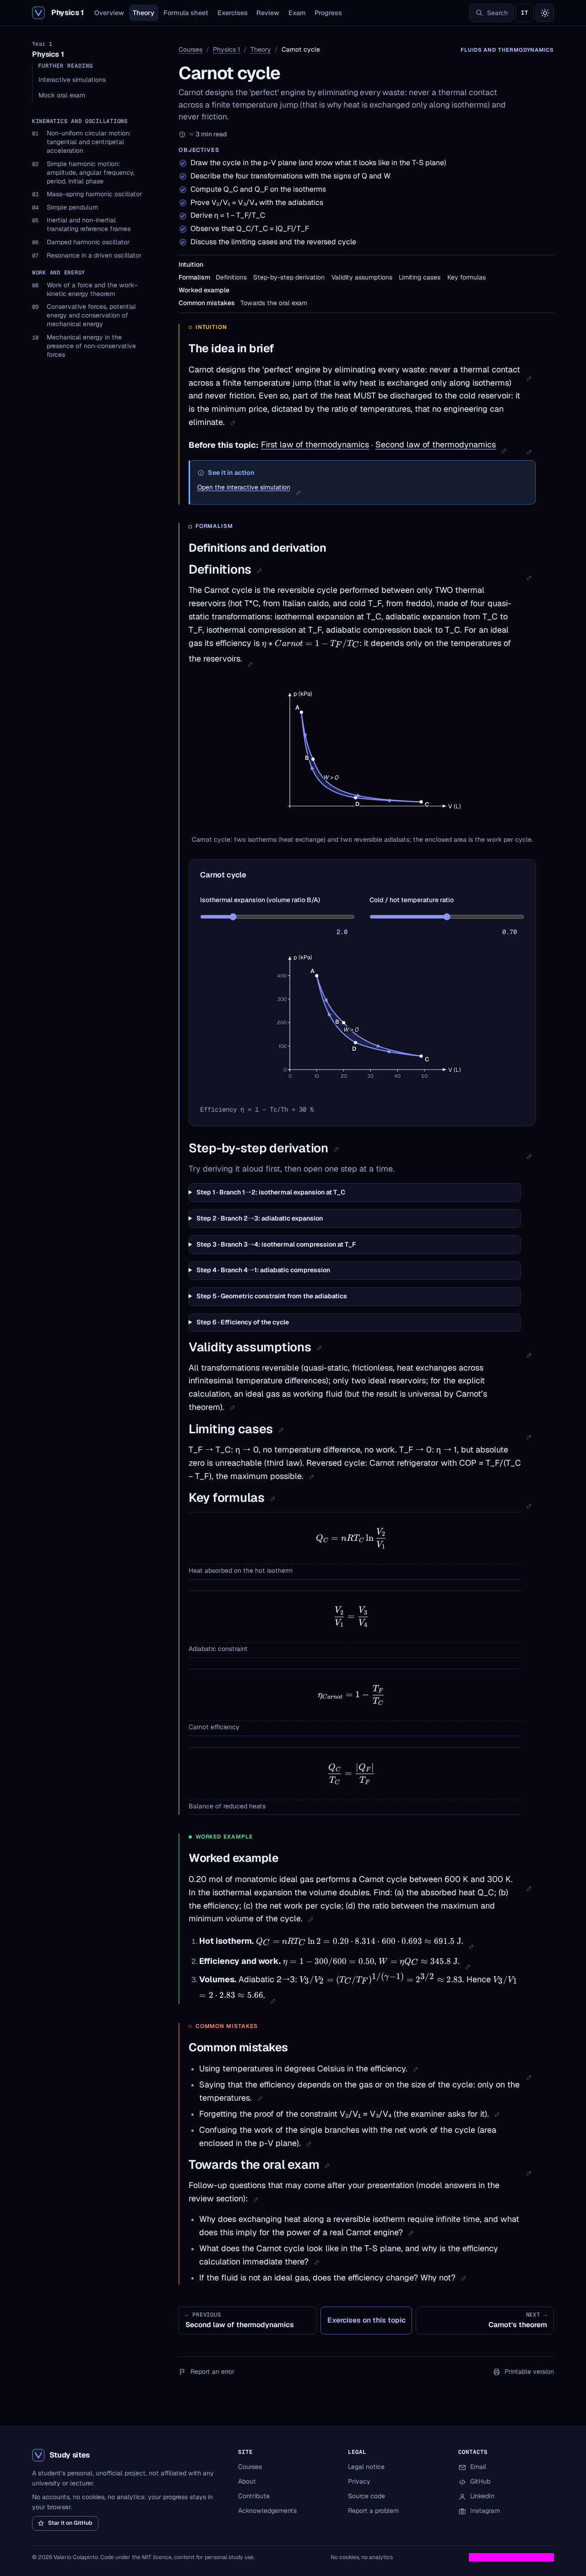 Physics 1 Overview Theory Formula sheet Exercises Review Exam Progress Search IT
Year 1
Physics 1
FURTHER READING
Interactive simulations
Mock oral exam
KINEMATICS AND OSCILLATIONS
01 Non-uniform circular motion:
tangential and centripetal
acceleration
02 Simple harmonic motion:
amplitude, angular frequency,
period, initial phase
03 Mass–spring harmonic oscillator
04 Simple pendulum
05 Inertial and non-inertial
translating reference frames
06 Damped harmonic oscillator
07 Resonance in a driven oscillator
WORK AND ENERGY
08 Work of a force and the work–
kinetic energy theorem
09 Conservative forces, potential
energy and conservation of
mechanical energy
10 Mechanical energy in the
presence of non-conservative
forces
Courses / Physics 1 / Theory / Carnot cycle
FLUIDS AND THERMODYNAMICS
Carnot cycle
Carnot designs the 'perfect' engine by eliminating every waste: never a thermal contact
across a finite temperature jump (that is why heat is exchanged only along isotherms) and
never friction.
≈ 3 min read
OBJECTIVES
Draw the cycle in the p-V plane (and know what it looks like in the T-S plane)
Describe the four transformations with the signs of Q and W
Compute Q_C and Q_F on the isotherms
Prove V₂/V₁ = V₃/V₄ with the adiabatics
Derive η = 1 − T_F/T_C
Observe that Q_C/T_C = |Q_F|/T_F
Discuss the limiting cases and the reversed cycle
Intuition
Formalism Definitions Step-by-step derivation Validity assumptions Limiting cases Key formulas
Worked example
Common mistakes Towards the oral exam
INTUITION
The idea in brief
Carnot designs the 'perfect' engine by eliminating every waste: never a thermal contact
across a finite temperature jump (that is why heat is exchanged only along isotherms)
and never friction. Even so, part of the heat MUST be discharged to the cold reservoir: it
is the minimum price, dictated by the ratio of temperatures, that no engineering can
eliminate.
Before this topic: First law of thermodynamics · Second law of thermodynamics
See it in action
Open the interactive simulation
FORMALISM
Definitions and derivation
Definitions
The Carnot cycle is the reversible cycle performed between only TWO thermal
reservoirs (hot T*C, from Italian caldo, and cold T_F, from freddo), made of four quasi-
static transformations: isothermal expansion at T_C, adiabatic expansion from T_C to
T_F, isothermal compression at T_F, adiabatic compression back to T_C. For an ideal
gas its efficiency is η ∗ Carnot = 1 − T_F/T_C: it depends only on the temperatures of
the reservoirs.
p (kPa)
A
B
W > 0
D
C
V (L)
Carnot cycle: two isotherms (heat exchange) and two reversible adiabats; the enclosed area is the work per cycle.
Carnot cycle
Isothermal expansion (volume ratio B/A) Cold / hot temperature ratio
2.0 0.70
p (kPa)
A
400
300
200
B
W > 0
100
D
C
0
V (L)
0 10 20 30 40 50
Efficiency η = 1 − Tc/Th = 30 %
Step-by-step derivation
Try deriving it aloud first, then open one step at a time.
Step 1 · Branch 1→2: isothermal expansion at T_C
Step 2 · Branch 2→3: adiabatic expansion
Step 3 · Branch 3→4: isothermal compression at T_F
Step 4 · Branch 4→1: adiabatic compression
Step 5 · Geometric constraint from the adiabatics
Step 6 · Efficiency of the cycle
Validity assumptions
All transformations reversible (quasi-static, frictionless, heat exchanges across
infinitesimal temperature differences); only two ideal reservoirs; for the explicit
calculation, an ideal gas as working fluid (but the result is universal by Carnot's
theorem).
Limiting cases
T_F → T_C: η → 0, no temperature difference, no work. T_F → 0: η → 1, but absolute
zero is unreachable (third law). Reversed cycle: Carnot refrigerator with COP = T_F/(T_C
− T_F), the maximum possible.
Key formulas
Q_C = nRT_C ln V₂/V₁
Heat absorbed on the hot isotherm
V₂/V₁ = V₃/V₄
Adiabatic constraint
η_Carnot = 1 − T_F/T_C
Carnot efficiency
Q_C/T_C = |Q_F|/T_F
Balance of reduced heats
WORKED EXAMPLE
Worked example
0.20 mol of monatomic ideal gas performs a Carnot cycle between 600 K and 300 K.
In the isothermal expansion the volume doubles. Find: (a) the absorbed heat Q_C; (b)
the efficiency; (c) the net work per cycle; (d) the ratio between the maximum and
minimum volume of the cycle.
1. Hot isotherm. Q_C = nRT_C ln 2 = 0.20 · 8.314 · 600 · 0.693 ≈ 691.5 J.
2. Efficiency and work. η = 1 − 300/600 = 0.50, W = ηQ_C ≈ 345.8 J.
3. Volumes. Adiabatic 2→3: V₃/V₂ = (T_C/T_F)^1/(γ−1) = 2^3/2 ≈ 2.83. Hence V₃/V₁
= 2 · 2.83 ≈ 5.66.
COMMON MISTAKES
Common mistakes
• Using temperatures in degrees Celsius in the efficiency.
• Saying that the efficiency depends on the gas or on the size of the cycle: only on the
temperatures.
• Forgetting the proof of the constraint V₂/V₁ = V₃/V₄ (the examiner asks for it).
• Confusing the work of the single branches with the net work of the cycle (area
enclosed in the p-V plane).
Towards the oral exam
Follow-up questions that may come after your presentation (model answers in the
review section):
• Why does exchanging heat along a reversible isotherm require infinite time, and what
does this imply for the power of a real Carnot engine?
• What does the Carnot cycle look like in the T-S plane, and why is the efficiency
calculation immediate there?
• If the fluid is not an ideal gas, does the efficiency change? Why not?
← PREVIOUS
Second law of thermodynamics
Exercises on this topic
NEXT →
Carnot's theorem
Report an error
Printable version
Study sites
A student's personal, unofficial project, not affiliated with any
university or lecturer.
No accounts, no cookies, no analytics: your progress stays in
your browser.
Star it on GitHub
SITE
Courses
About
Contribute
Acknowledgements
LEGAL
Legal notice
Privacy
Source code
Report a problem
CONTACTS
Email
GitHub
LinkedIn
Instagram
© 2026 Valerio Colapinto. Code under the MIT licence, content for personal study use.
No cookies, no analytics